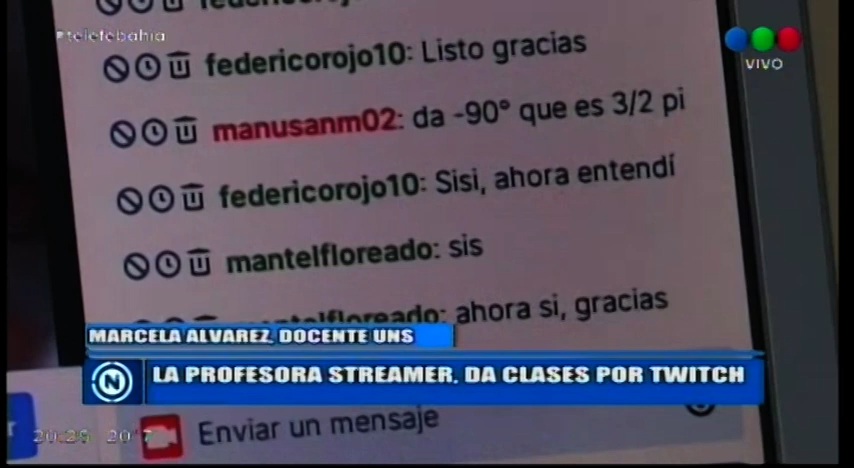 #telefebahia
federicorojo10: Listo gracias
VIVO
manusanm02: da -90° que es 3/2 pi
federicorojo10: Sisi, ahora entendí
mantelfloreado: sis
mantelfloreado: ahora si, gracias
MARCELA ALVAREZ, DOCENTE UNS
N
LA PROFESORA STREAMER. DA CLASES POR TWITCH
Enviar un mensaje